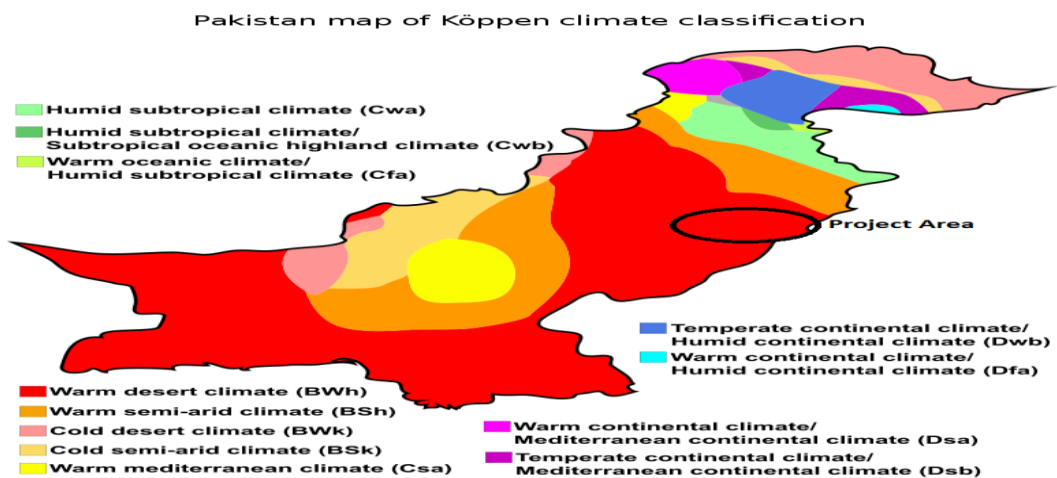 Pakistan map of Köppen climate classification
Humid subtropical climate (Cwa)
Humid subtropical climate/
Subtropical oceanic highland climate (Cwb)
Warm oceanic climate/
Humid subtropical climate (Cfa)
Project Area
Temperate continental climate/
Humid continental climate (Dwb)
Warm continental climate/
Humid continental climate (Dfa)
Warm desert climate (BWh)
Warm semi-arid climate (BSh)
Cold desert climate (BWk)
Cold semi-arid climate (BSk)
Warm mediterranean climate (Csa)
Warm continental climate/
Mediterranean continental climate (Dsa)
Temperate continental climate/
Mediterranean continental climate (Dsb)